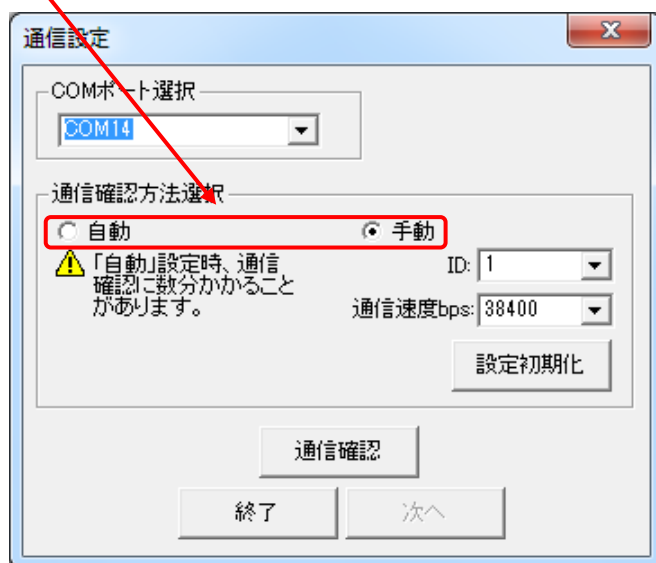 通信設定
COMポート選択
COM14
通信確認方法選択
自動
手動
「自動」設定時、通信
確認に数分かかること
があります。
ID: 1
通信速度bps: 38400
設定初期化
通信確認
終了
次へ